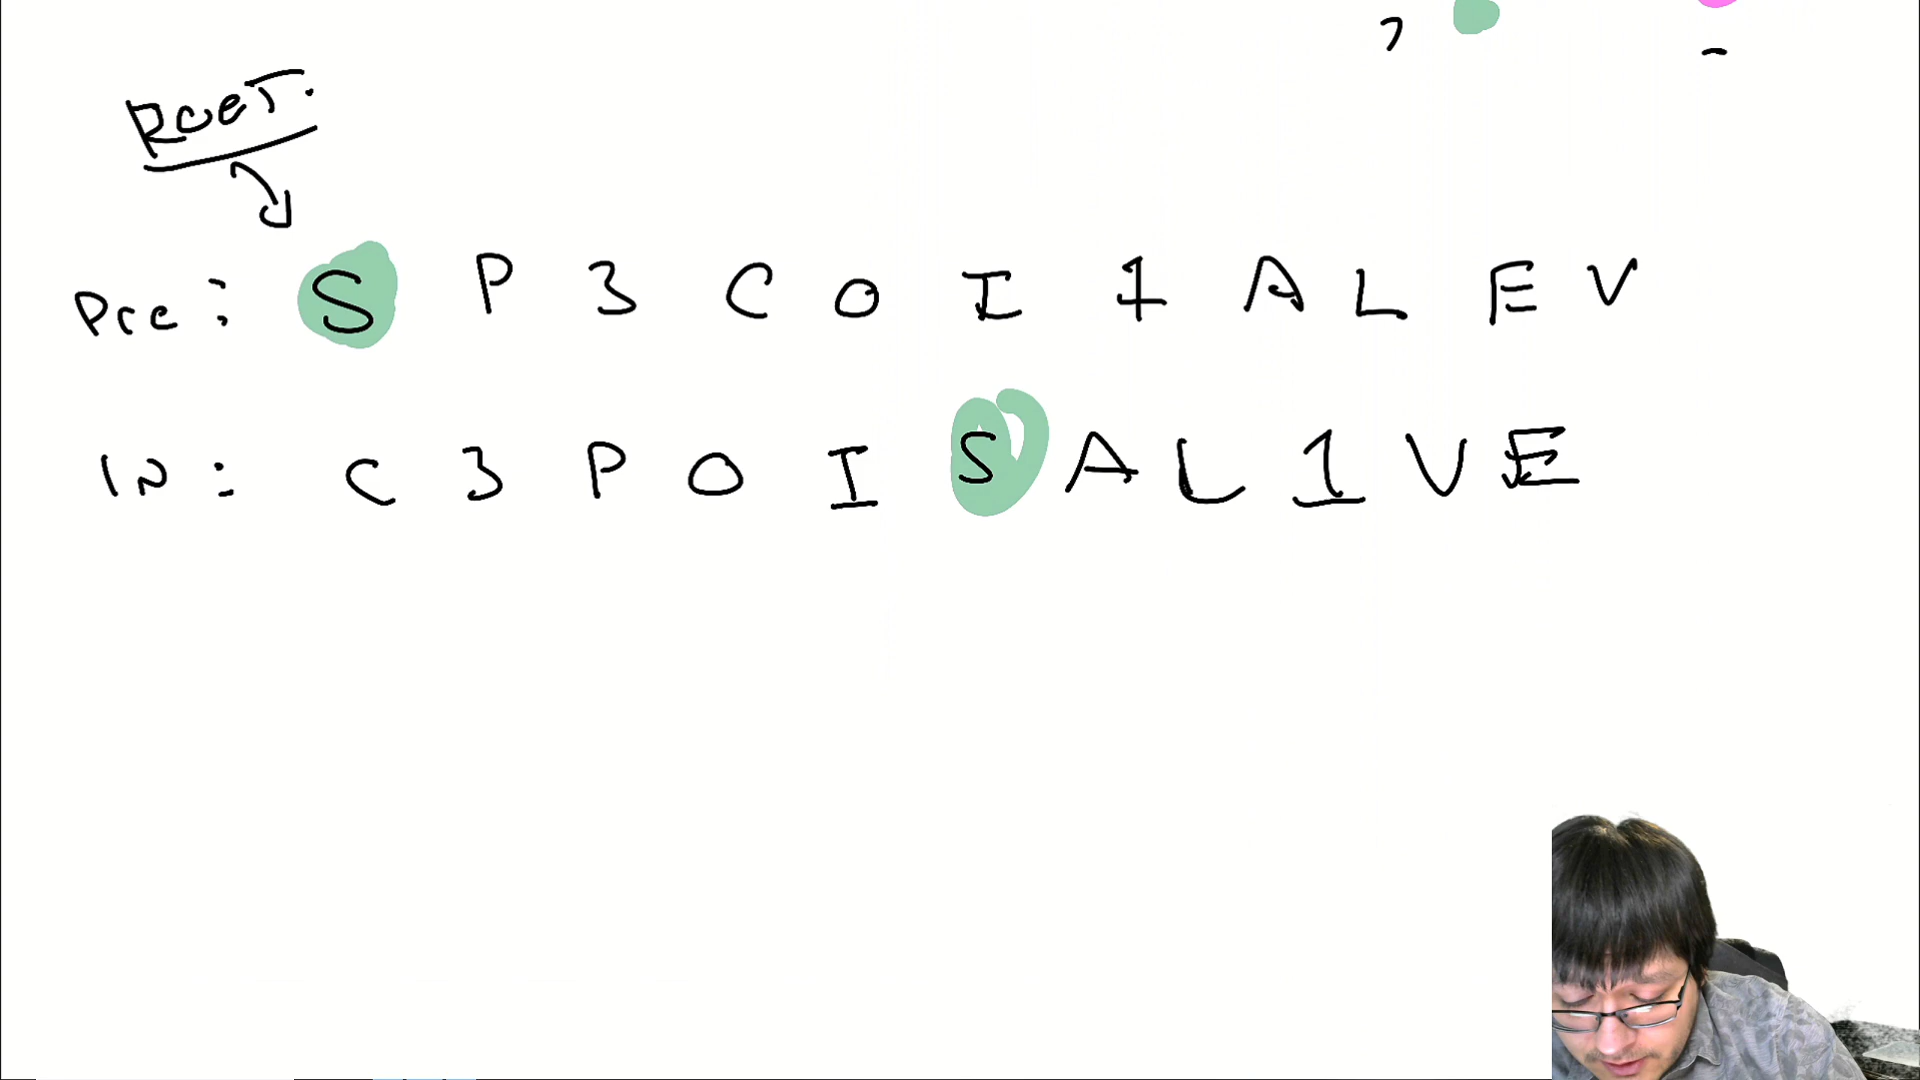 ROOT.
Pre: S P 3 C O I 1 A L E V
IN: C 3 P O I S A L 1 V E